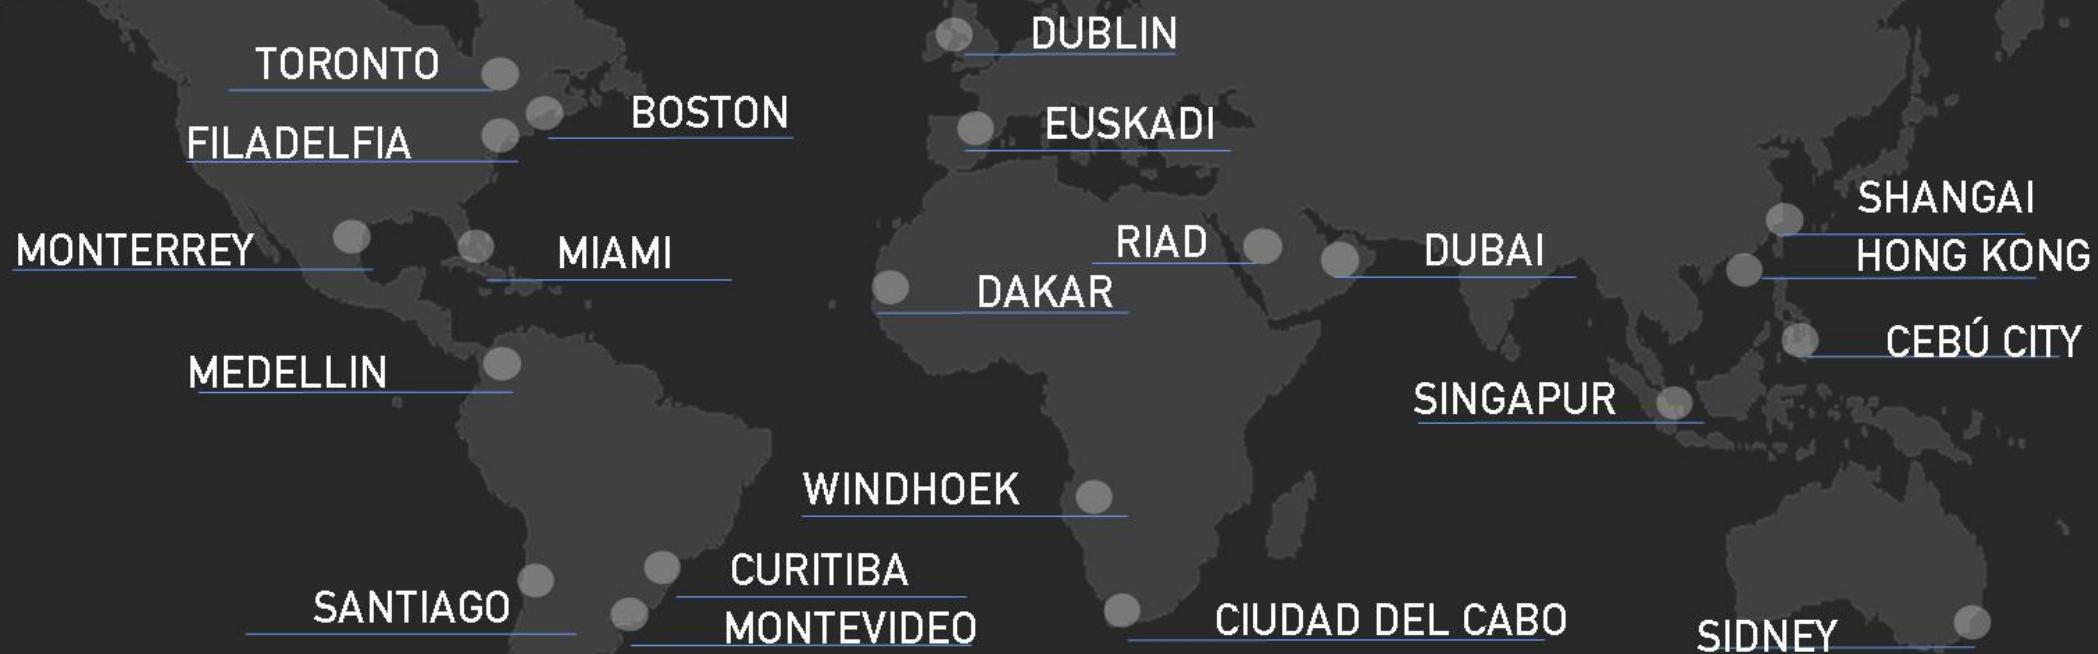 DUBLIN
TORONTO
BOSTON
EUSKADI
FILADELFIA
SHANGAI
MONTERREY
MIAMI
RIAD
DUBAI
HONG KONG
DAKAR
CEBÚ CITY
MEDELLIN
SINGAPUR
WINDHOEK
CURITIBA
SANTIAGO
MONTEVIDEO
CIUDAD DEL CABO
SIDNEY